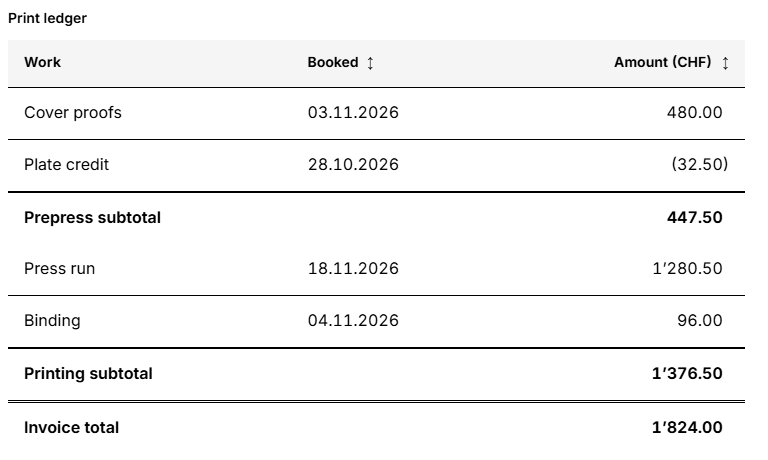 Print ledger
Work Booked ↕ Amount (CHF) ↕
Cover proofs 03.11.2026 480.00
Plate credit 28.10.2026 (32.50)
Prepress subtotal 447.50
Press run 18.11.2026 1’280.50
Binding 04.11.2026 96.00
Printing subtotal 1’376.50
Invoice total 1’824.00